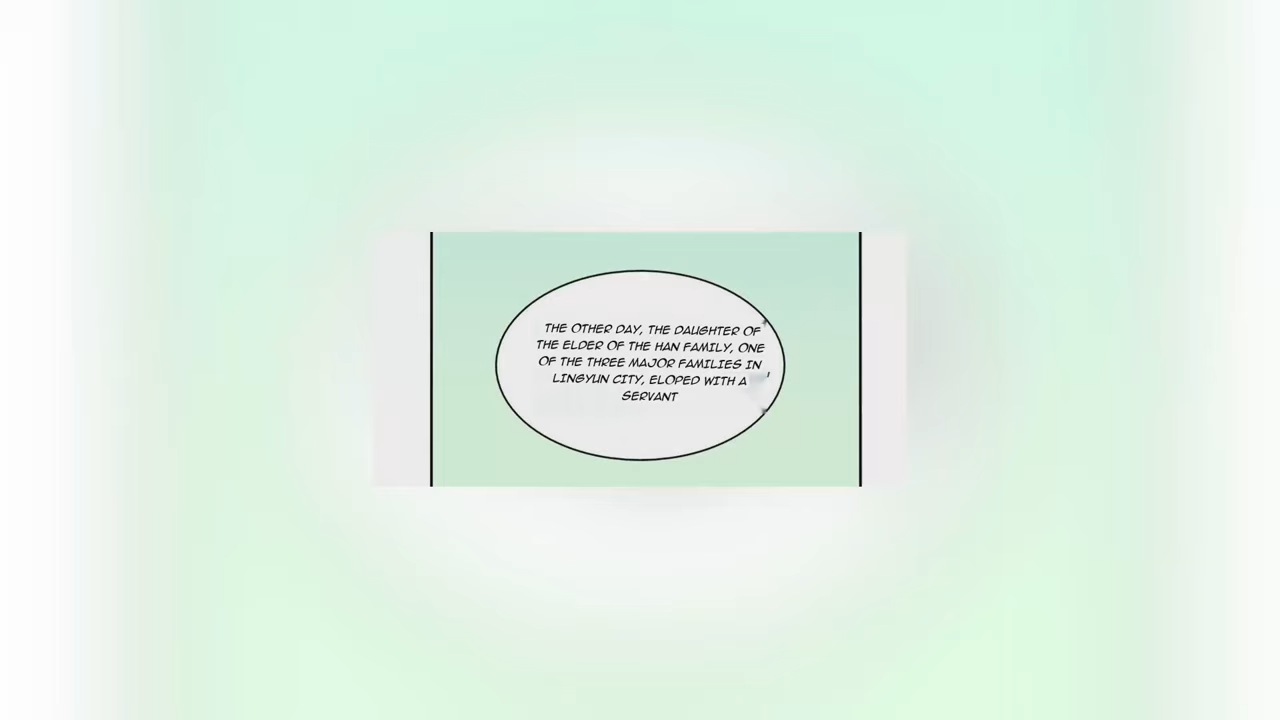 THE OTHER DAY, THE DAUGHTER OF
THE ELDER OF THE HAN FAMILY, ONE
OF THE THREE MAJOR FAMILIES IN
LINGYUN CITY, ELOPED WITH A
SERVANT